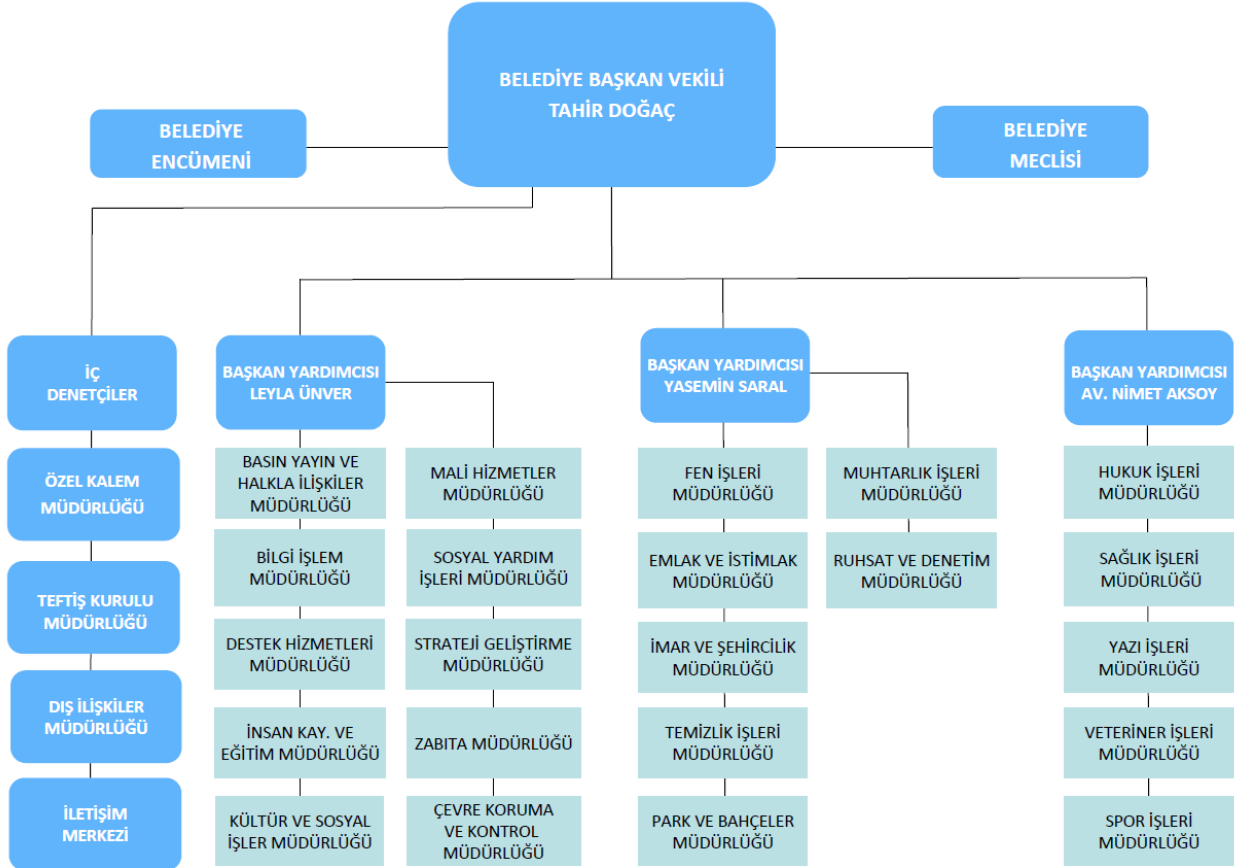 BELEDİYE BAŞKAN VEKİLİ
TAHİR DOĞAÇ
BELEDİYE
ENCÜMENİ
BELEDİYE
MECLİSİ
İÇ
DENETÇİLER
ÖZEL KALEM
MÜDÜRLÜĞÜ
TEFTİŞ KURULU
MÜDÜRLÜĞÜ
DIŞ İLİŞKİLER
MÜDÜRLÜĞÜ
İLETİŞİM
MERKEZİ
BAŞKAN YARDIMCISI
LEYLA ÜNVER
BASIN YAYIN VE
HALKLA İLİŞKİLER
MÜDÜRLÜĞÜ
BİLGİ İŞLEM
MÜDÜRLÜĞÜ
DESTEK HİZMETLERİ
MÜDÜRLÜĞÜ
İNSAN KAY. VE
EĞİTİM MÜDÜRLÜĞÜ
KÜLTÜR VE SOSYAL
İŞLER MÜDÜRLÜĞÜ
MALİ HİZMETLER
MÜDÜRLÜĞÜ
SOSYAL YARDIM
İŞLERİ MÜDÜRLÜĞÜ
STRATEJİ GELİŞTİRME
MÜDÜRLÜĞÜ
ZABITA MÜDÜRLÜĞÜ
ÇEVRE KORUMA
VE KONTROL
MÜDÜRLÜĞÜ
BAŞKAN YARDIMCISI
YASEMİN SARAL
FEN İŞLERİ
MÜDÜRLÜĞÜ
EMLAK VE İSTİMLAK
MÜDÜRLÜĞÜ
İMAR VE ŞEHİRCİLİK
MÜDÜRLÜĞÜ
TEMİZLİK İŞLERİ
MÜDÜRLÜĞÜ
PARK VE BAHÇELER
MÜDÜRLÜĞÜ
MUHTARLIK İŞLERİ
MÜDÜRLÜĞÜ
RUHSAT VE DENETİM
MÜDÜRLÜĞÜ
BAŞKAN YARDIMCISI
AV. NİMET AKSOY
HUKUK İŞLERİ
MÜDÜRLÜĞÜ
SAĞLIK İŞLERİ
MÜDÜRLÜĞÜ
YAZI İŞLERİ
MÜDÜRLÜĞÜ
VETERİNER İŞLERİ
MÜDÜRLÜĞÜ
SPOR İŞLERİ
MÜDÜRLÜĞÜ